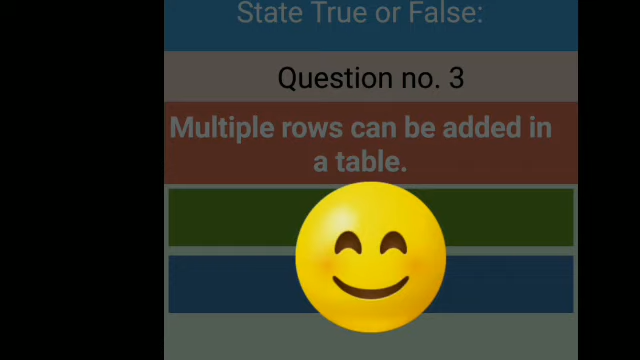 State True or False:
Question no. 3
Multiple rows can be added in
a table.